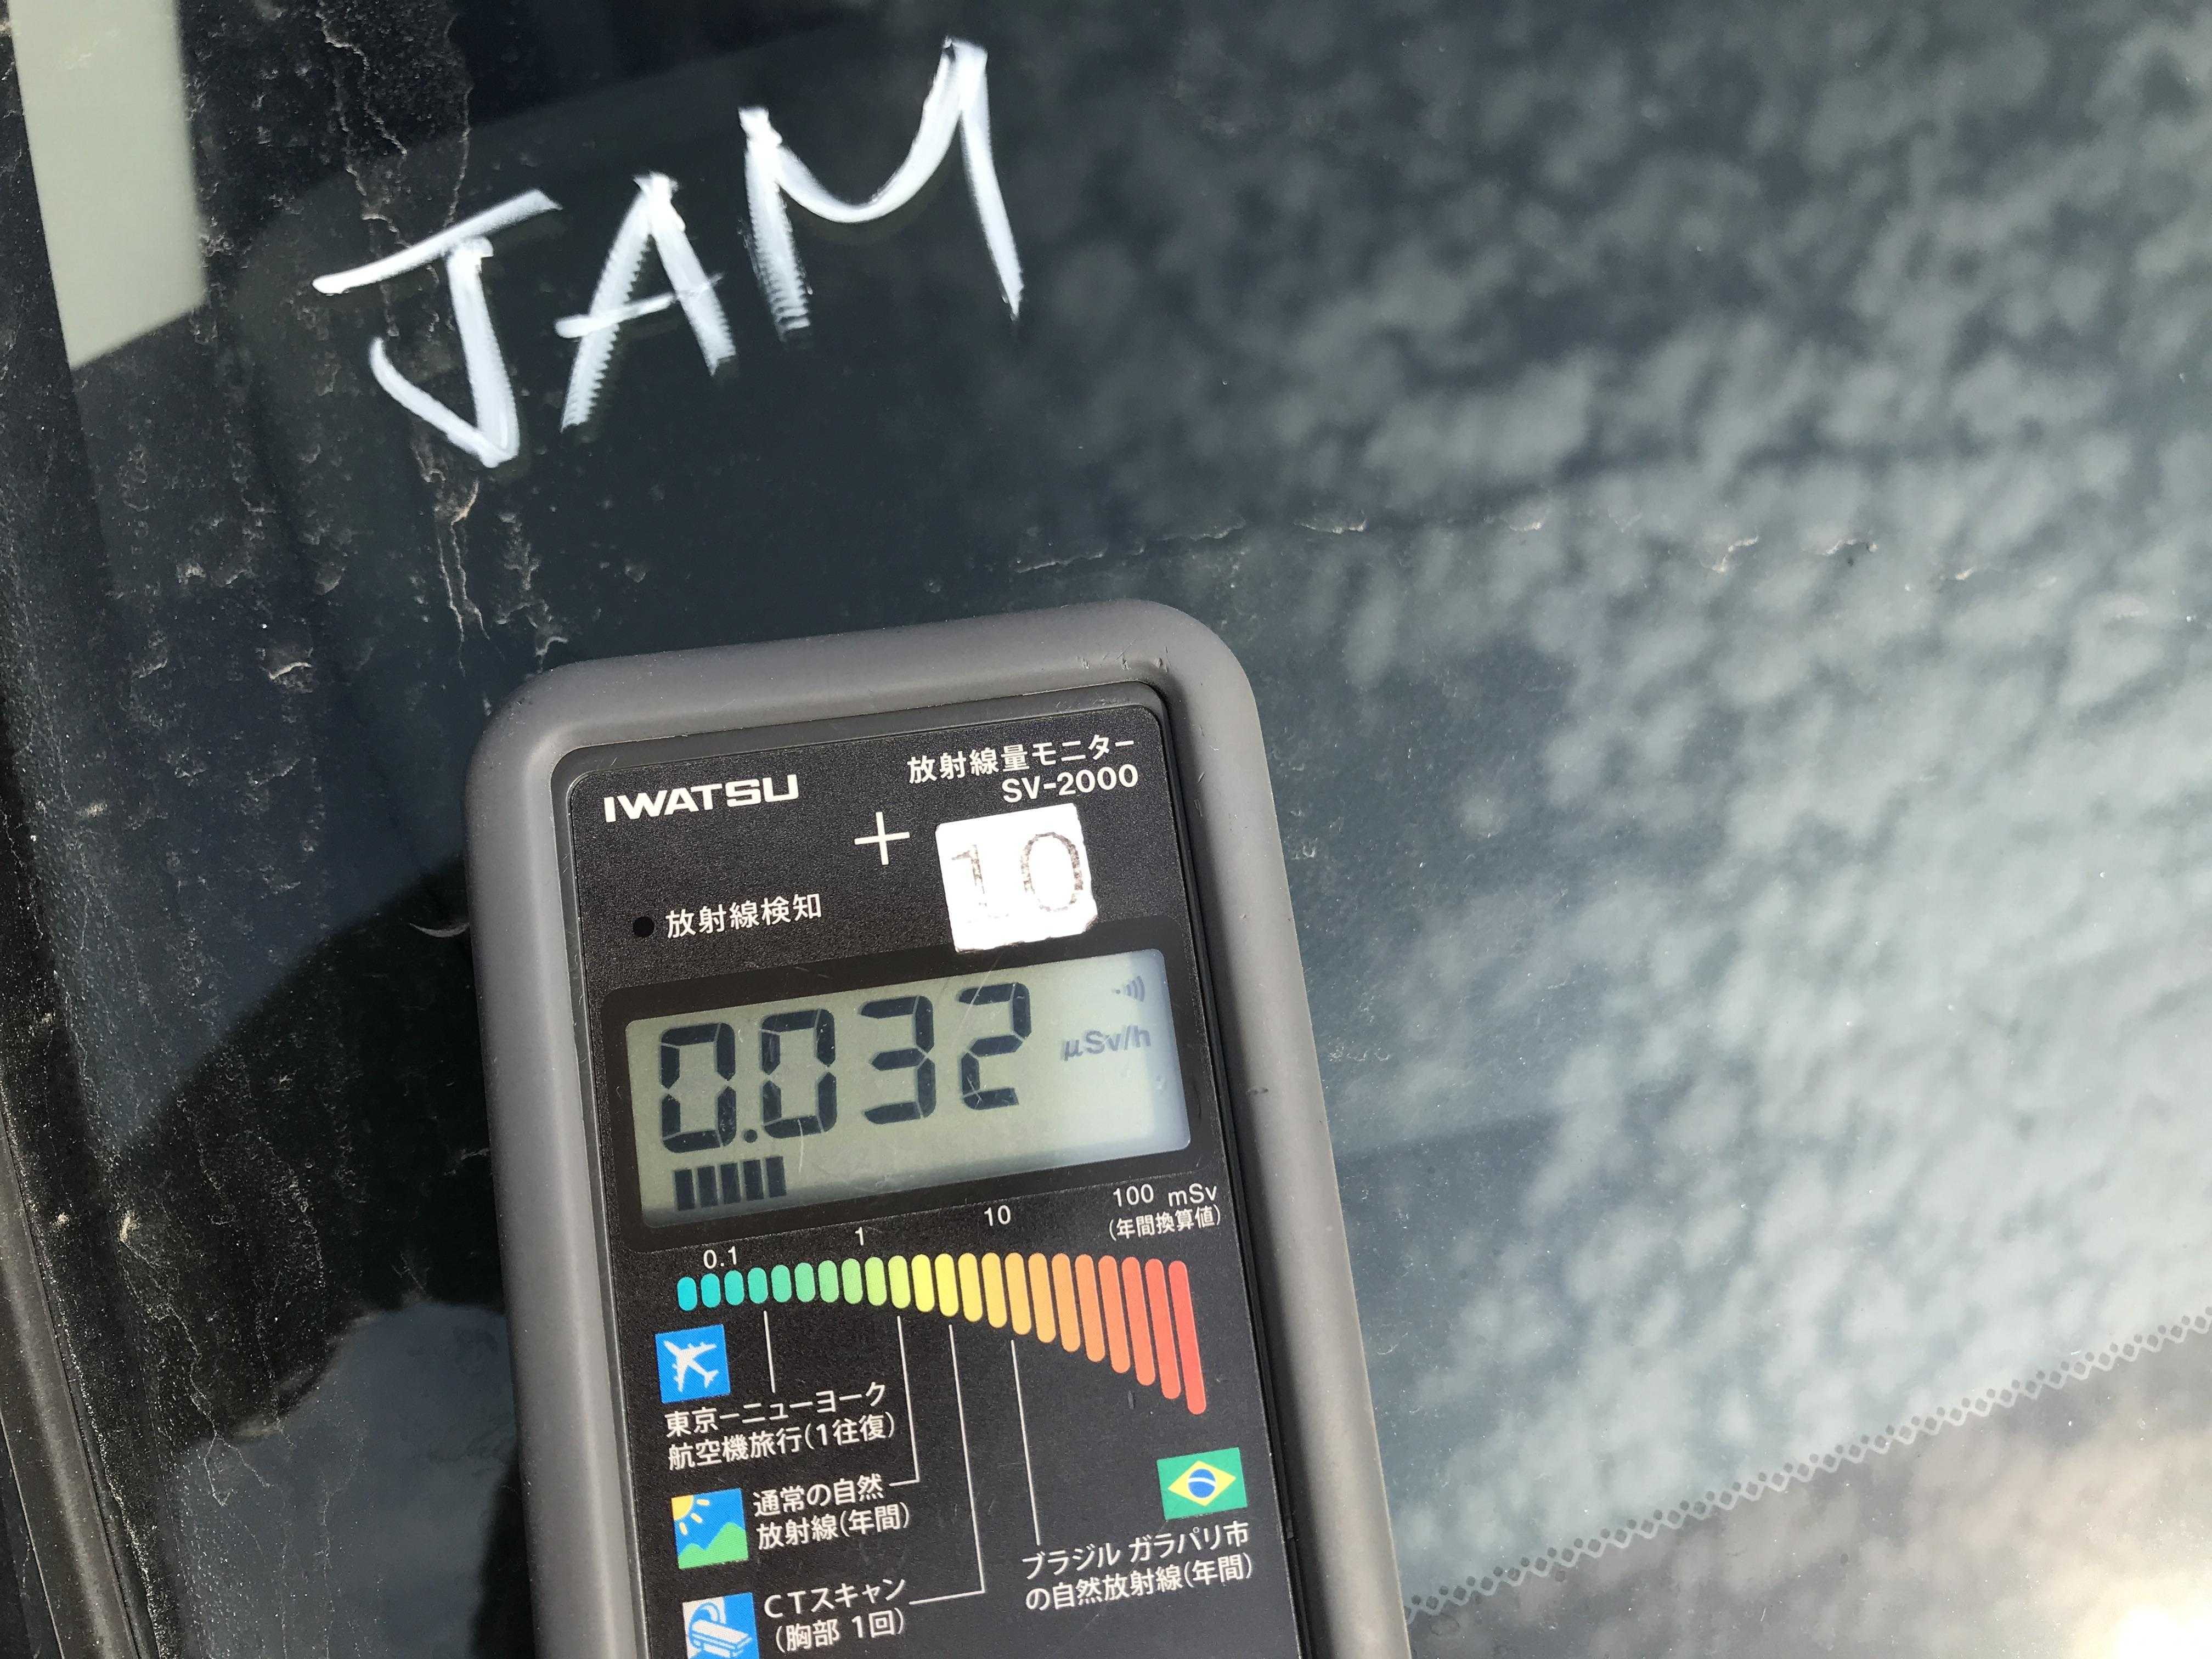 JAM
IWATSU
放射線量モニター
SV-2000
10
放射線検知
0.032 μSv/h
0.1 1 10 100 mSv
(年間換算値)
東京ーニューヨーク
航空機旅行(1往復)
通常の自然
放射線(年間)
CTスキャン
(胸部 1回)
ブラジル ガラパリ市
の自然放射線(年間)